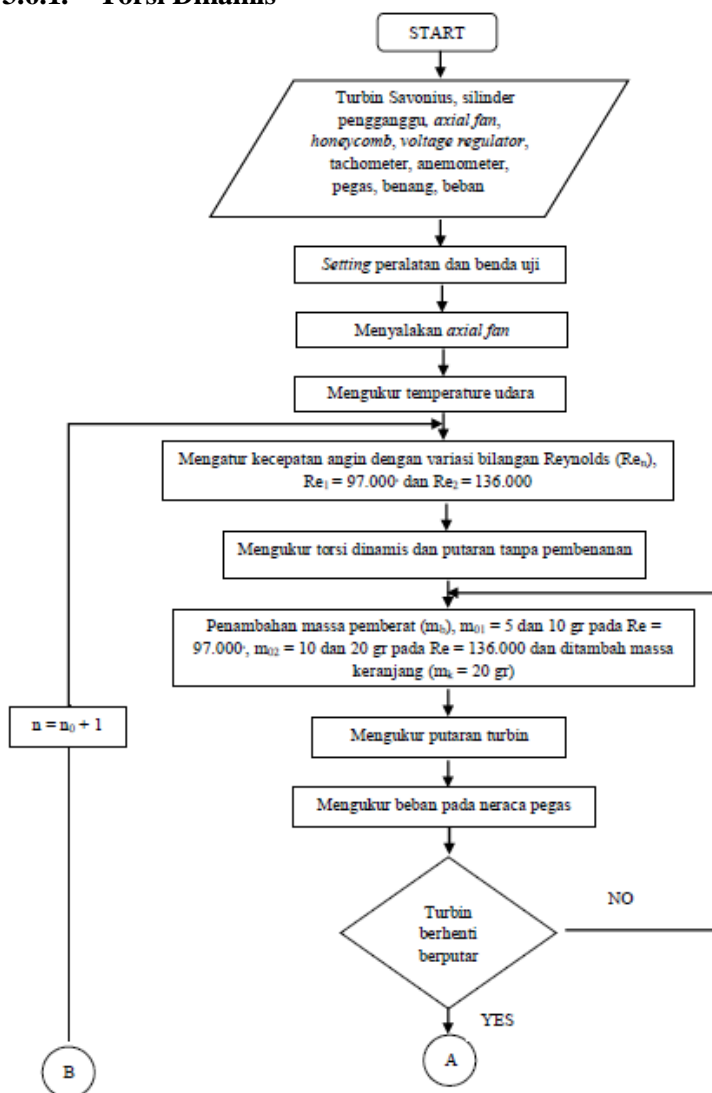 3.6.1. Torsi Dinamis
START
Turbin Savonius, silinder
pengganggu, axial fan,
honeycomb, voltage regulator,
tachometer, anemometer,
pegas, benang, beban
Setting peralatan dan benda uji
Menyalakan axial fan
Mengukur temperature udara
Mengatur kecepatan angin dengan variasi bilangan Reynolds (Reₙ),
Re₁ = 97.000, dan Re₂ = 136.000
Mengukur torsi dinamis dan putaran tanpa pembenanan
Penambahan massa pemberat (m_b), m₀₁ = 5 dan 10 gr pada Re =
97.000, m₀₂ = 10 dan 20 gr pada Re = 136.000 dan ditambah massa
keranjang (mₖ = 20 gr)
n = n₀ + 1
Mengukur putaran turbin
Mengukur beban pada neraca pegas
Turbin
berhenti
berputar
NO
YES
A
B